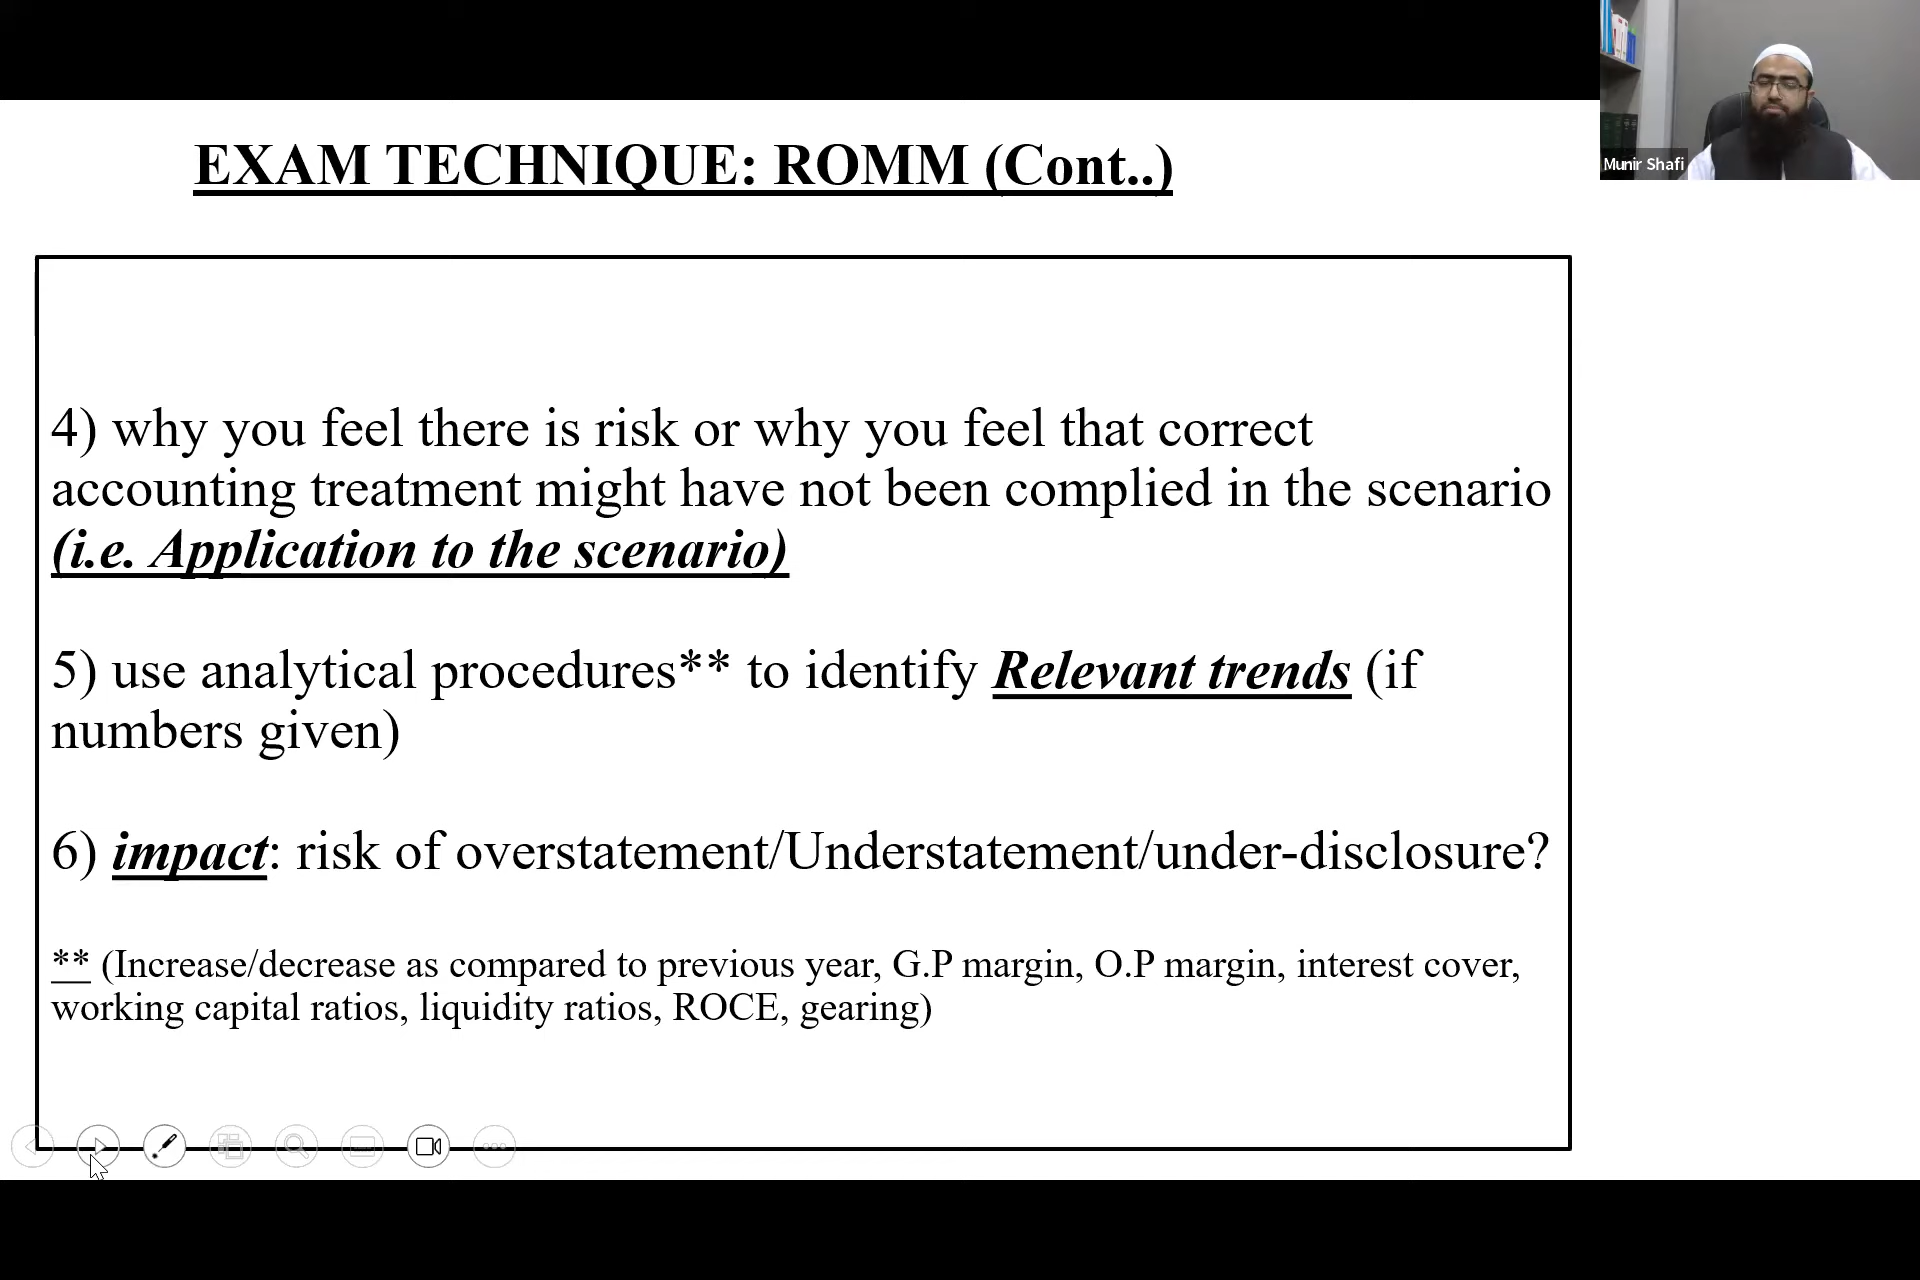 Munir Shafi
EXAM TECHNIQUE: ROMM (Cont..)
4) why you feel there is risk or why you feel that correct
accounting treatment might have not been complied in the scenario
(i.e. Application to the scenario)
5) use analytical procedures** to identify Relevant trends (if
numbers given)
6) impact: risk of overstatement/Understatement/under-disclosure?
** (Increase/decrease as compared to previous year, G.P margin, O.P margin, interest cover,
working capital ratios, liquidity ratios, ROCE, gearing)